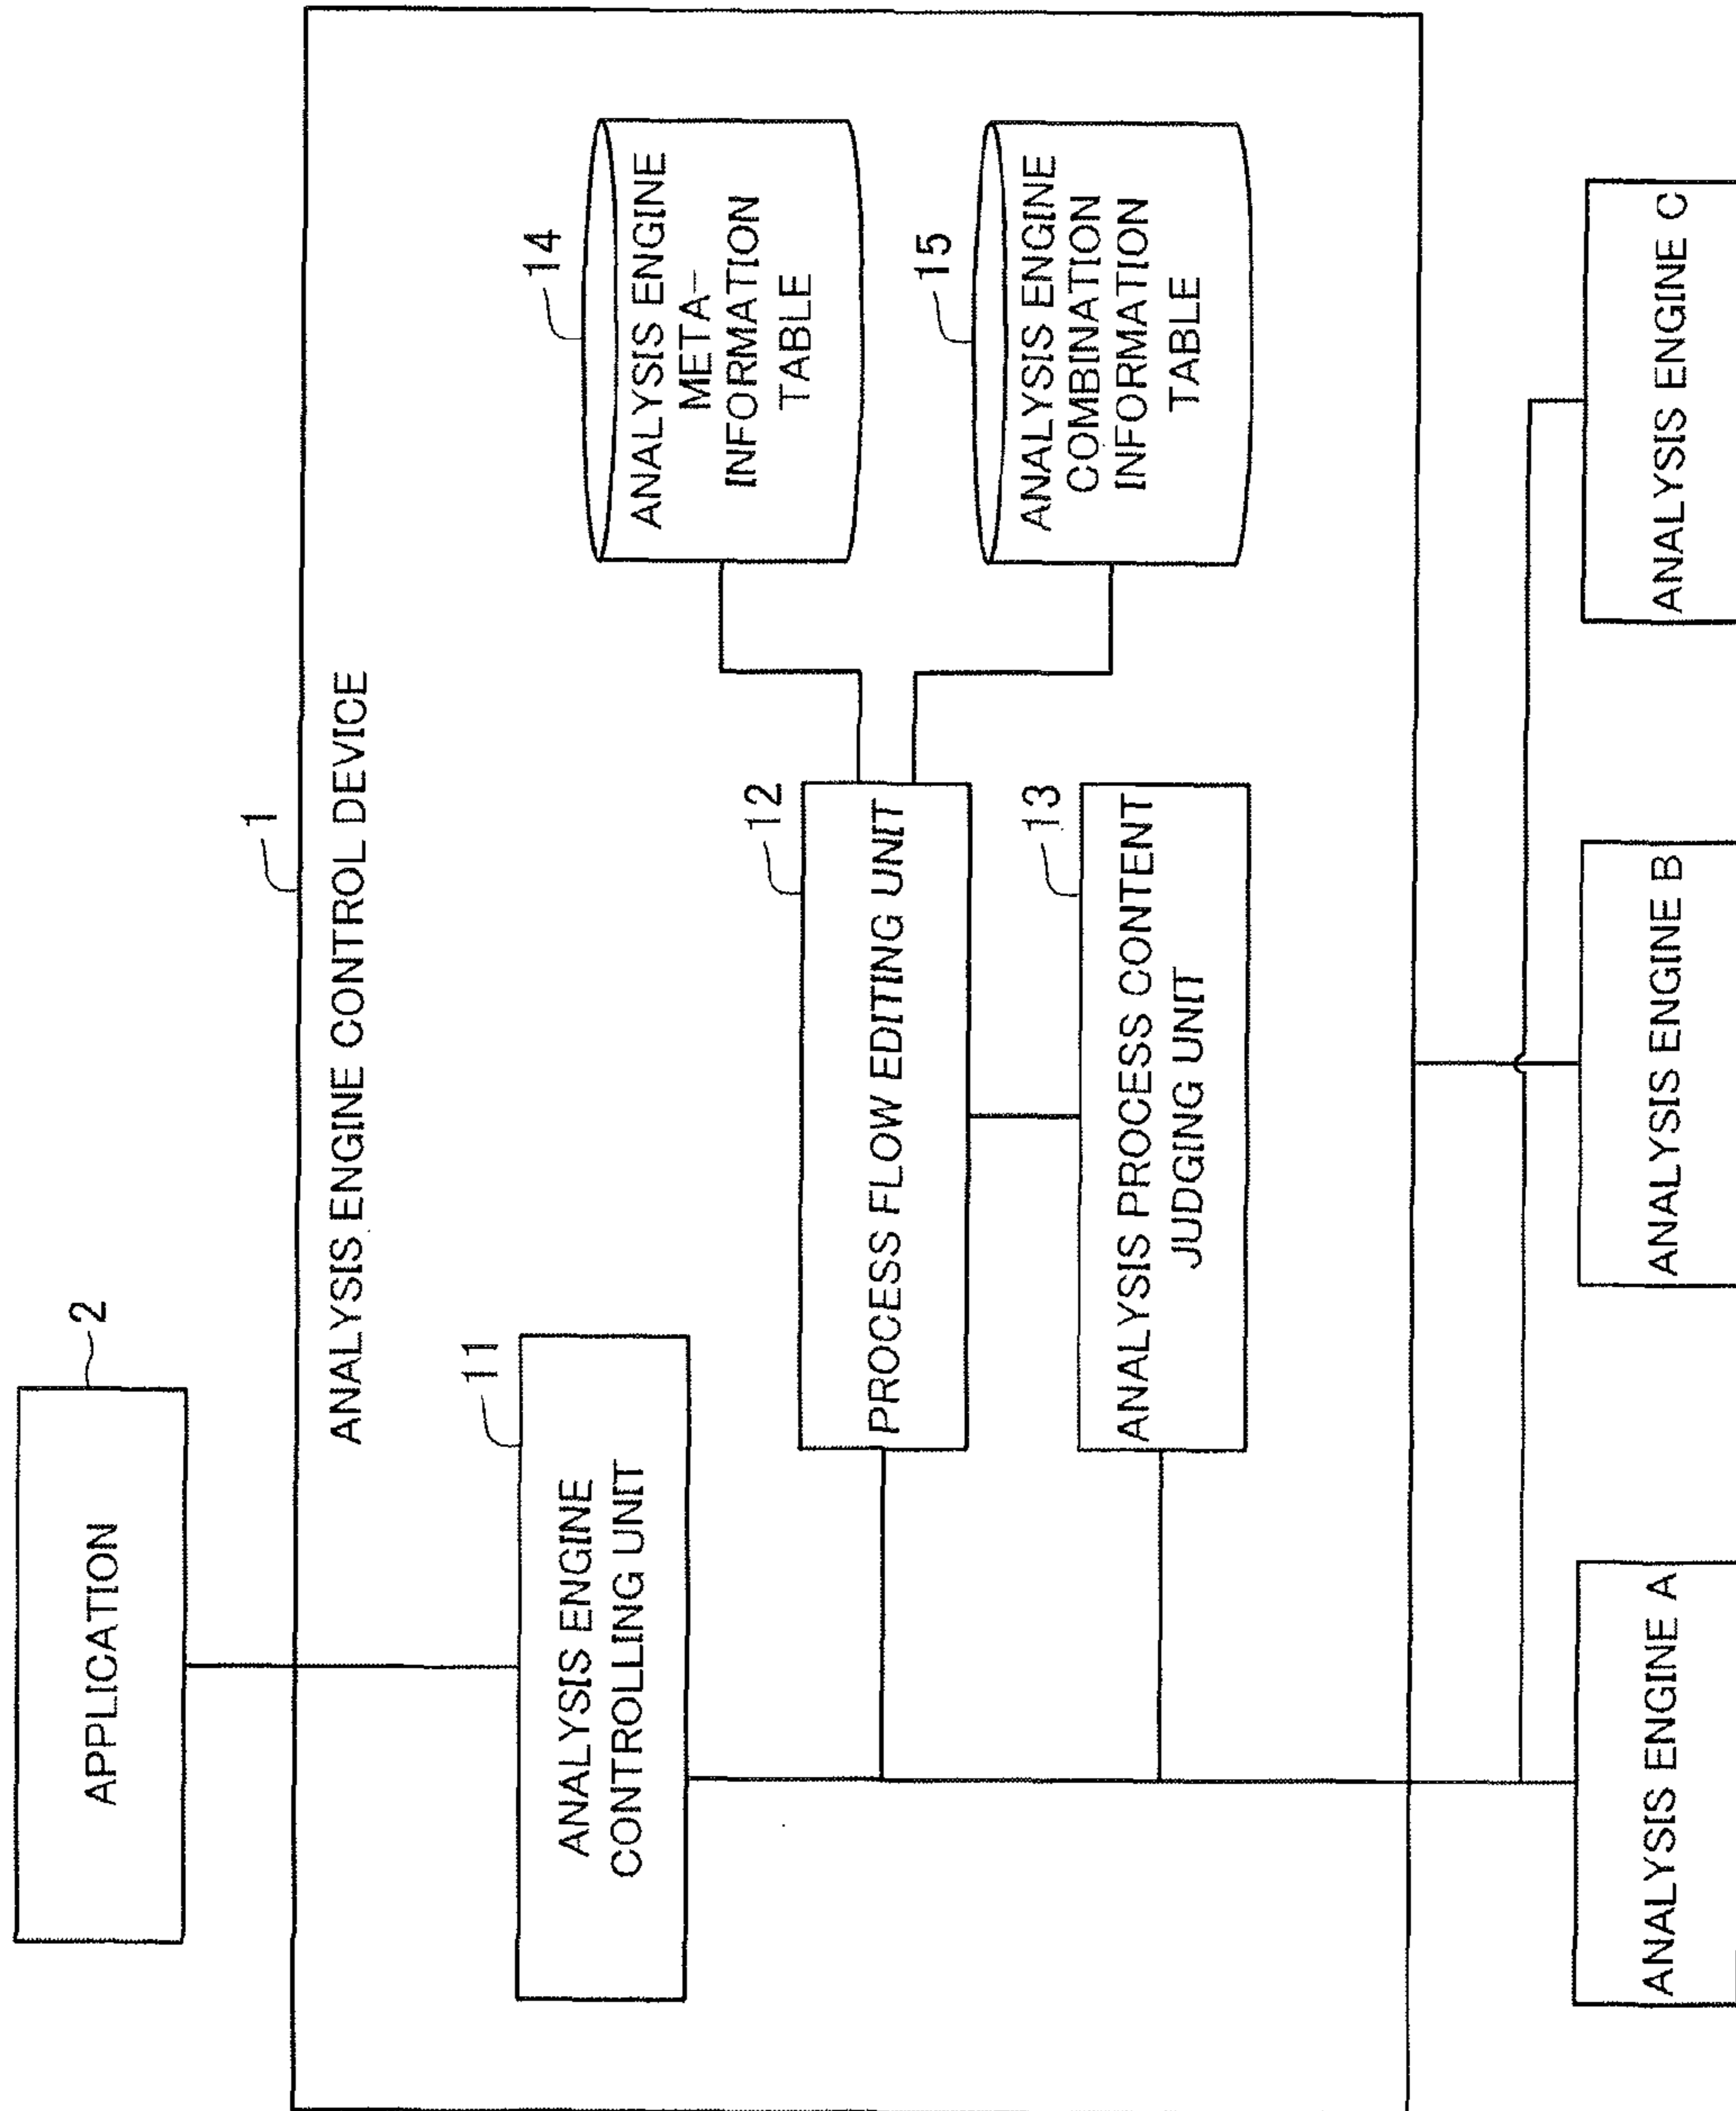 APPLICATION
2
1
ANALYSIS ENGINE CONTROL DEVICE
11
ANALYSIS ENGINE
CONTROLLING UNIT
12
PROCESS FLOW EDITING UNIT
13
ANALYSIS PROCESS CONTENT
JUDGING UNIT
14
ANALYSIS ENGINE
META-
INFORMATION
TABLE
15
ANALYSIS ENGINE
COMBINATION
INFORMATION
TABLE
ANALYSIS ENGINE A
ANALYSIS ENGINE B
ANALYSIS ENGINE C